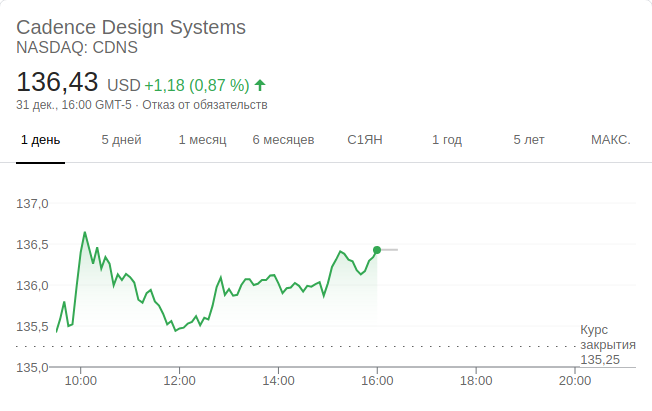 Cadence Design Systems
NASDAQ: CDNS
136,43 USD +1,18 (0,87 %)
31 дек., 16:00 GMT-5 · Отказ от обязательств
1 день 5 дней 1 месяц 6 месяцев С1ЯН 1 год 5 лет МАКС.
137,0
136,5
136,0
135,5
Курс
закрытия
135,25
135,0
10:00 12:00 14:00 16:00 18:00 20:00